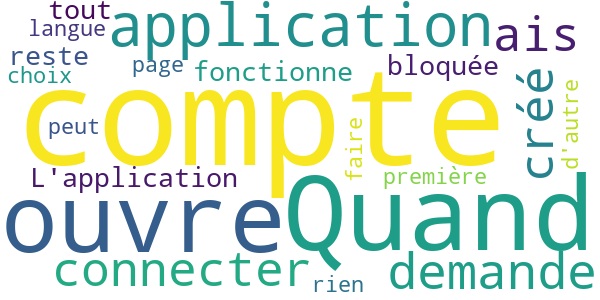 tout
langue
application
ais
reste
choix
page
fonctionne
bloquée
compte
créé
d'autre
peut
faire
L'application
première
ouvre
Quand
connecter
rien
demande